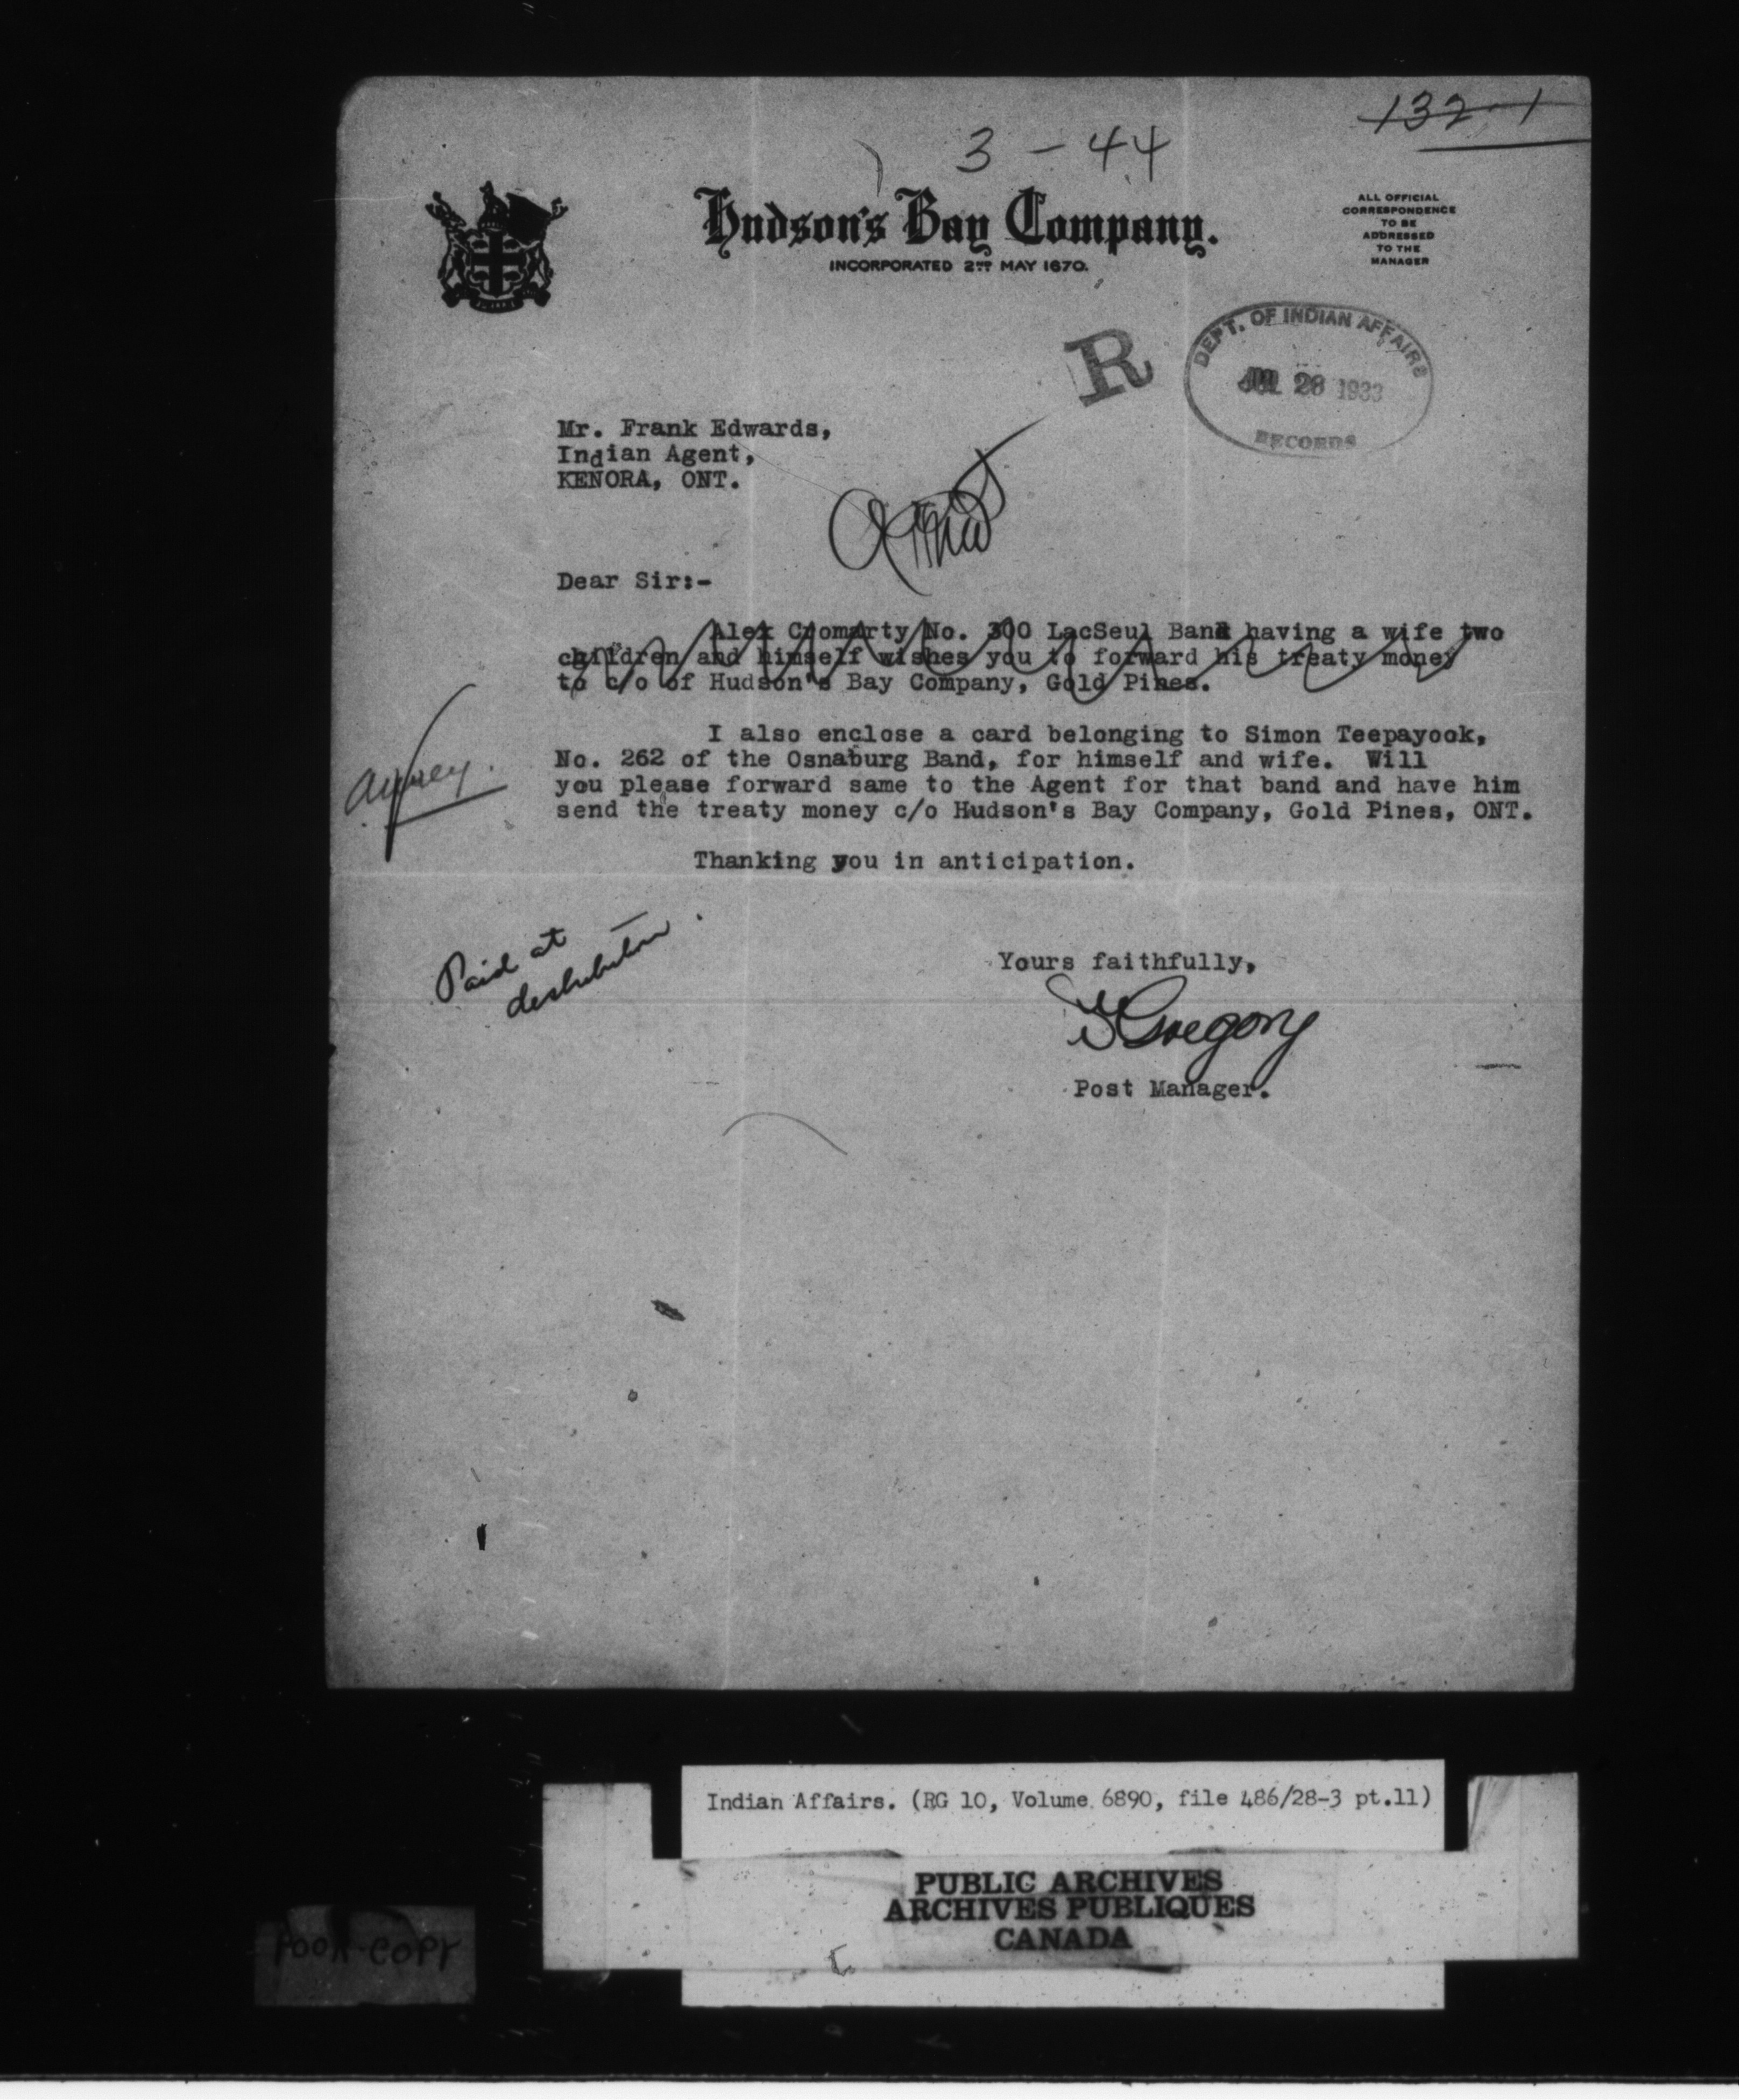 132-1
3-44
Hudson's Bay Company.
INCORPORATED 2ND MAY 1670.
ALL OFFICIAL
CORRESPONDENCE
TO BE
ADDRESSED
TO THE
MANAGER
R
DEPT. OF INDIAN AFFAIRS
JUL 28 1933
RECORDS
Mr. Frank Edwards,
Indian Agent,
KENORA, ONT.
Dear Sir:-
Alex Cromarty No. 300 LacSeul Band having a wife two
children and himself wishes you to forward his treaty money
to c/o of Hudson's Bay Company, Gold Pines.
I also enclose a card belonging to Simon Teepayook,
No. 262 of the Osnaburg Band, for himself and wife. Will
you please forward same to the Agent for that band and have him
send the treaty money c/o Hudson's Bay Company, Gold Pines, ONT.
Thanking you in anticipation.
Paid at
distribution.
Yours faithfully,
Gregory
Post Manager.
Indian Affairs. (RG 10, Volume 6890, file 486/28-3 pt.11)
PUBLIC ARCHIVES
ARCHIVES PUBLIQUES
CANADA
POOR COPY